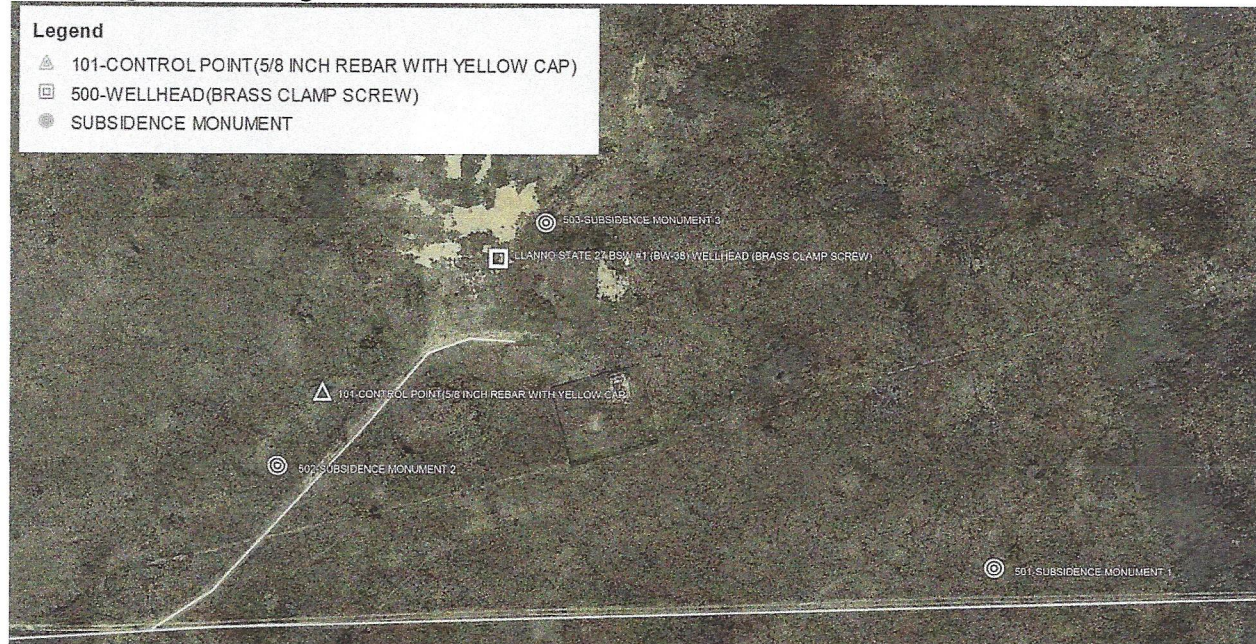 Legend
101-CONTROL POINT(5/8 INCH REBAR WITH YELLOW CAP)
500-WELLHEAD(BRASS CLAMP SCREW)
SUBSIDENCE MONUMENT
503-SUBSIDENCE MONUMENT 3
LLANNO STATE 27 BSW #1 (BW-38) WELLHEAD (BRASS CLAMP SCREW)
101-CONTROL POINT(5/8 INCH REBAR WITH YELLOW CAP)
502-SUBSIDENCE MONUMENT 2
501-SUBSIDENCE MONUMENT 1